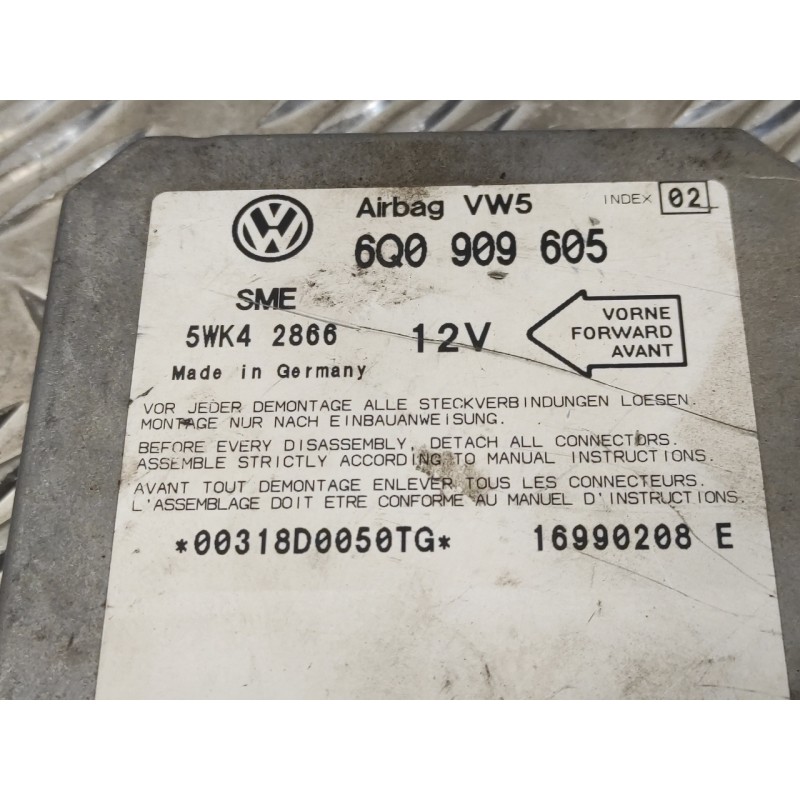 Airbag VW5
INDEX 02
6Q0 909 605
SME
5WK4 2866
12V
VORNE
FORWARD
AVANT
Made in Germany
VOR JEDER DEMONTAGE ALLE STECKVERBINDUNGEN LOESEN.
MONTAGE NUR NACH EINBAUANWEISUNG.
BEFORE EVERY DISASSEMBLY, DETACH ALL CONNECTORS.
ASSEMBLE STRICTLY ACCORDING TO MANUAL INSTRUCTIONS.
AVANT TOUT DEMONTAGE ENLEVER TOUS LES CONNECTEURS.
L'ASSEMBLAGE DOIT ETRE CONFORME AU MANUEL D'INSTRUCTIONS.
*00318D0050TG* 16990208 E